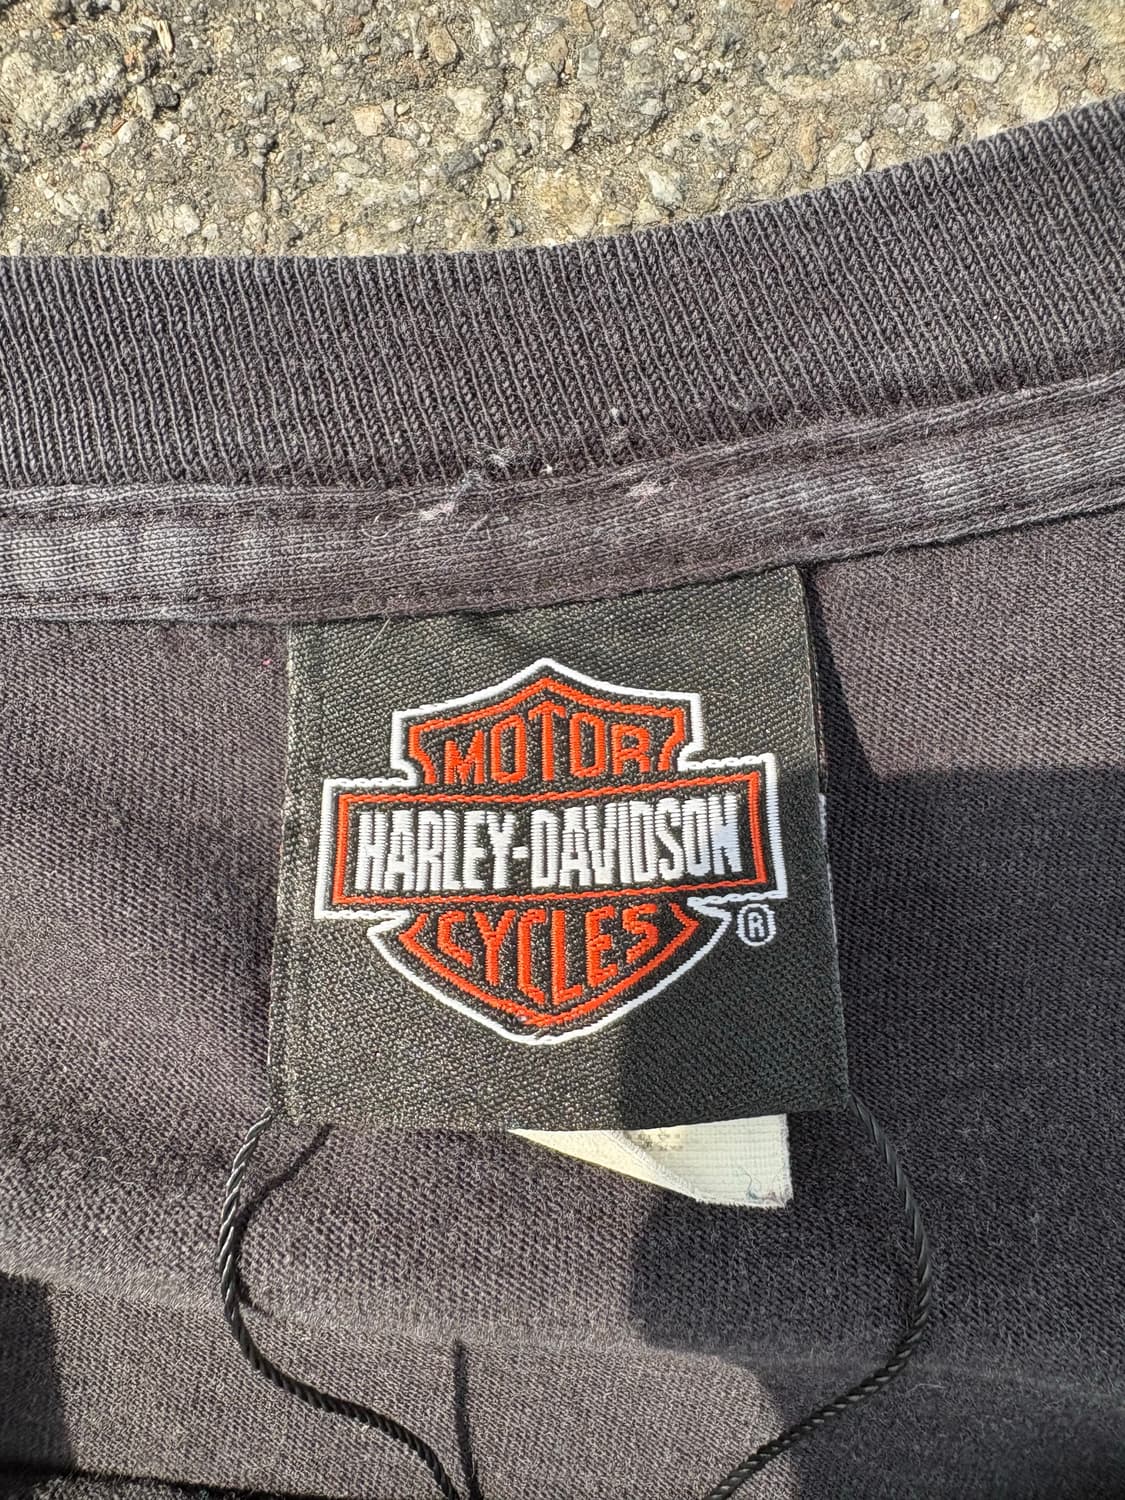 MOTOR
HARLEY-DAVIDSON
CYCLES
®